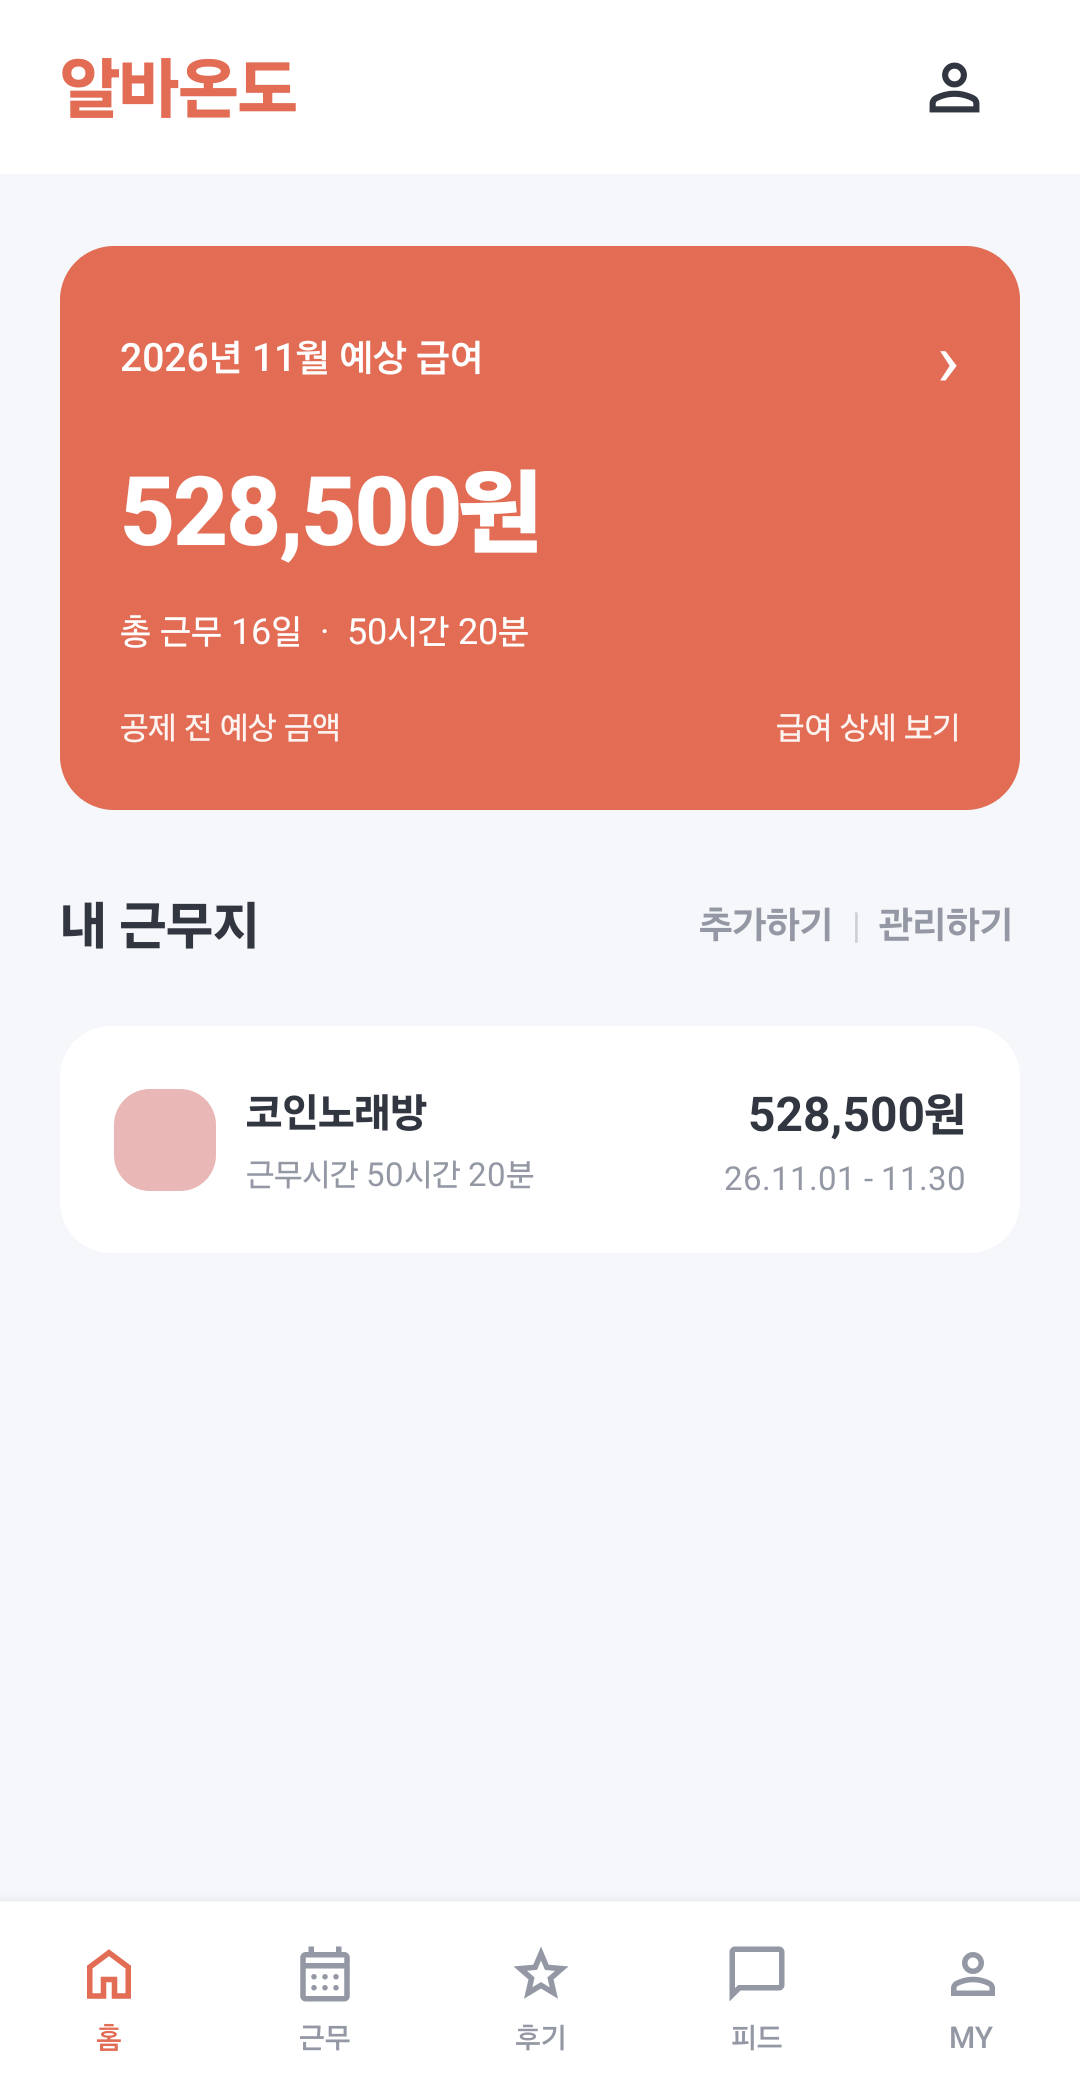 알바온도
2026년 11월 예상 급여
528,500원
총 근무 16일 · 50시간 20분
공제 전 예상 금액 급여 상세 보기
내 근무지 추가하기 | 관리하기
코인노래방 528,500원
근무시간 50시간 20분 26.11.01 - 11.30
홈 근무 후기 피드 MY